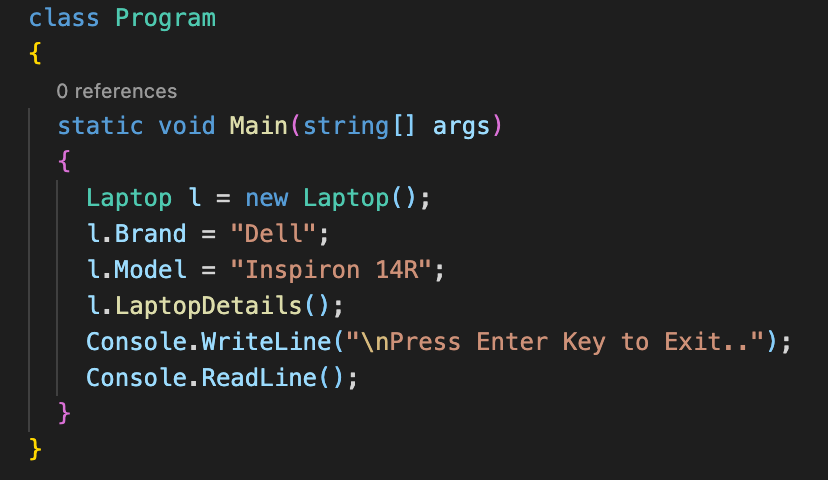 class Program
{
0 references
static void Main(string[] args)
{
Laptop l = new Laptop();
l.Brand = "Dell";
l.Model = "Inspiron 14R";
l.LaptopDetails();
Console.WriteLine("\nPress Enter Key to Exit..");
Console.ReadLine();
}
}